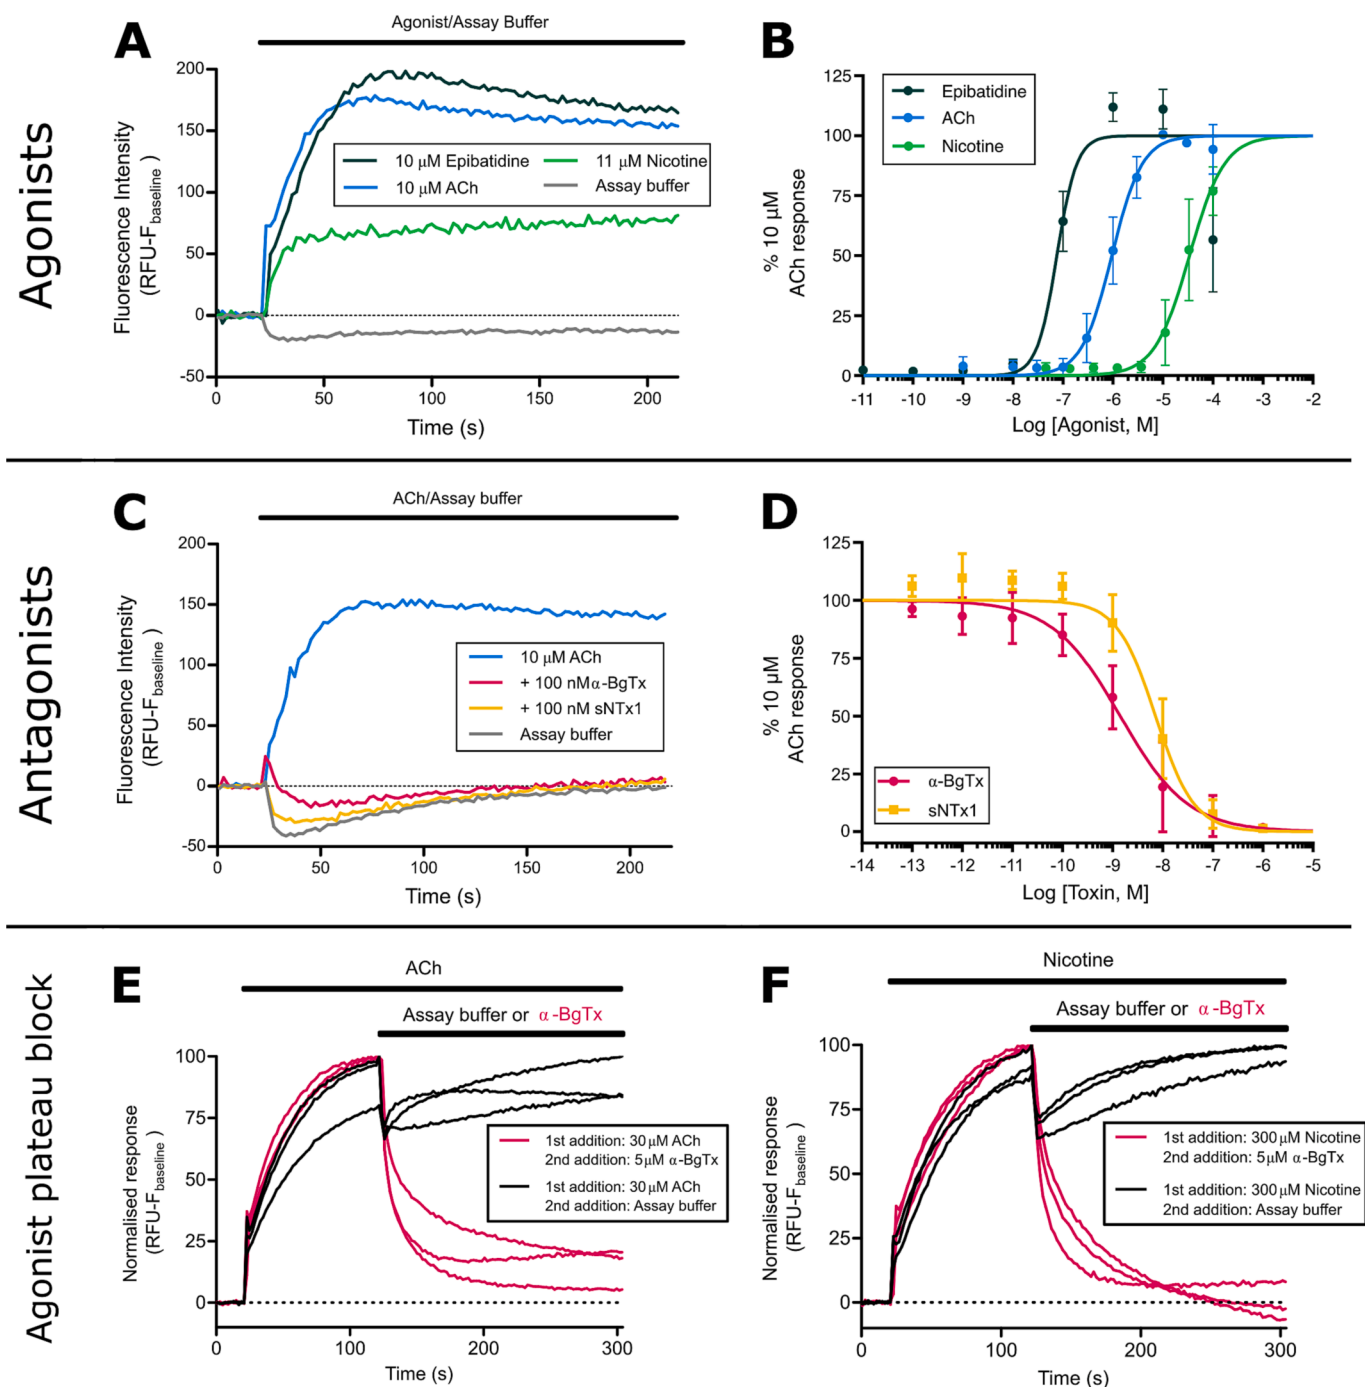 Agonists
A
Agonist/Assay Buffer
Fluorescence Intensity
(RFU-Fbaseline)
200
150
100
50
0
-50
10 μM Epibatidine
11 μM Nicotine
10 μM ACh
Assay buffer
0 50 100 150 200
Time (s)
B
% 10 μM
ACh response
125
100
75
50
25
0
Epibatidine
ACh
Nicotine
-11 -10 -9 -8 -7 -6 -5 -4 -3 -2
Log [Agonist, M]
Antagonists
C
ACh/Assay buffer
Fluorescence Intensity
(RFU-Fbaseline)
200
150
100
50
0
-50
10 μM ACh
+ 100 nMα-BgTx
+ 100 nM sNTx1
Assay buffer
0 50 100 150 200
Time (s)
D
% 10 μM
ACh response
125
100
75
50
25
0
α-BgTx
sNTx1
-14 -13 -12 -11 -10 -9 -8 -7 -6 -5
Log [Toxin, M]
Agonist plateau block
E
ACh
Assay buffer or α-BgTx
Normalised response
(RFU-Fbaseline)
100
75
50
25
0
1st addition: 30 μM ACh
2nd addition: 5μM α-BgTx
1st addition: 30 μM ACh
2nd addition: Assay buffer
0 100 200 300
Time (s)
F
Nicotine
Assay buffer or α-BgTx
Normalised response
(RFU-Fbaseline)
100
75
50
25
0
1st addition: 300μM Nicotine
2nd addition: 5μM α-BgTx
1st addition: 300μM Nicotine
2nd addition: Assay buffer
0 100 200 300
Time (s)